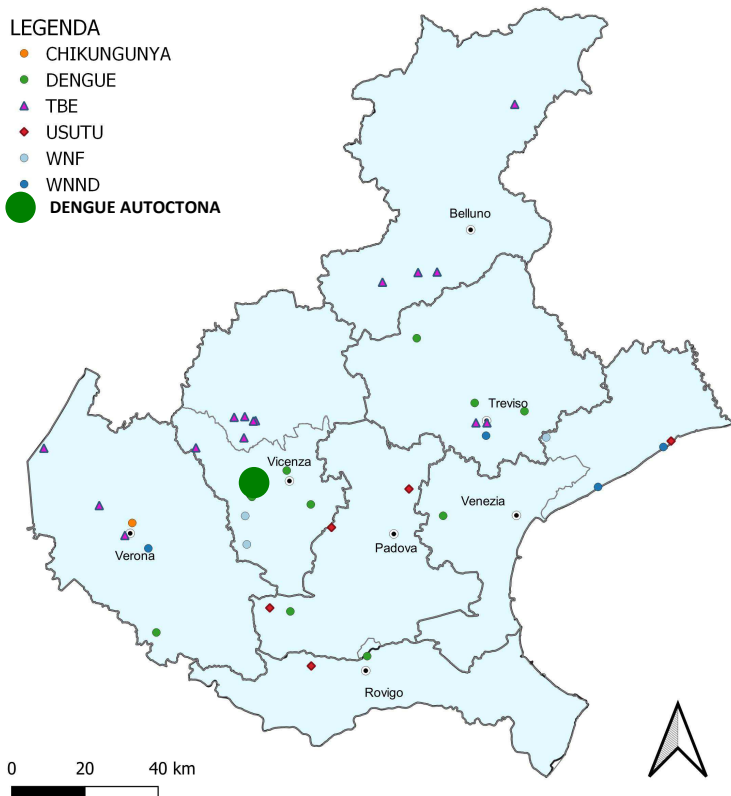 LEGENDA
CHIKUNGUNYA
DENGUE
TBE
USUTU
WNF
WNND
DENGUE AUTOCTONA
Belluno
Treviso
Vicenza
Venezia
Verona
Padova
Rovigo
0 20 40 km